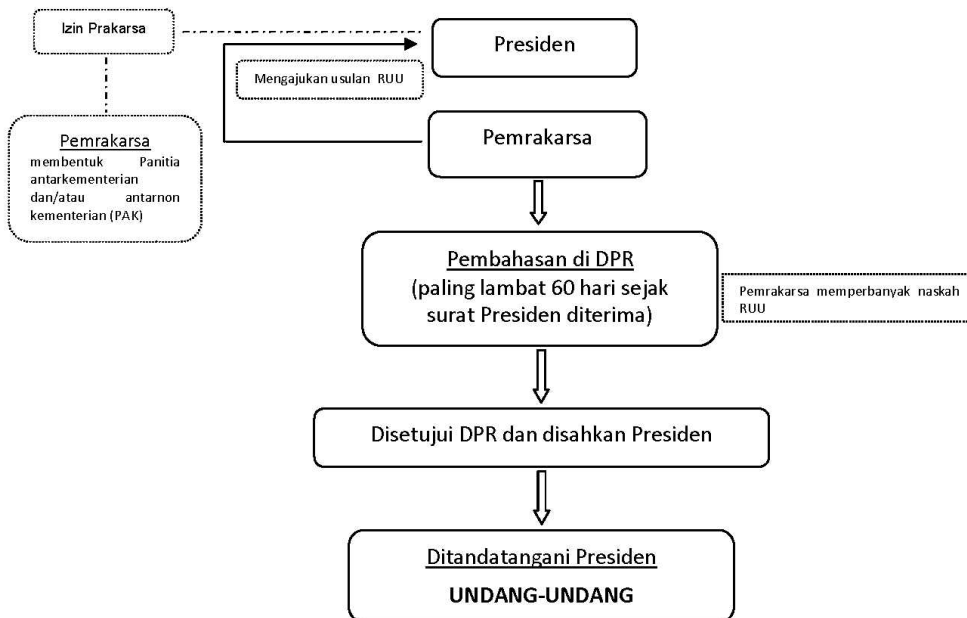 Izin Prakarsa
Presiden
Mengajukan usulan RUU
Pemrakarsa
membentuk Panitia
antarkementerian
dan/atau antarnon
kementerian (PAK)
Pemrakarsa
Pembahasan di DPR
(paling lambat 60 hari sejak
surat Presiden diterima)
Pemrakarsa memperbanyak naskah
RUU
Disetujui DPR dan disahkan Presiden
Ditandatangani Presiden
UNDANG-UNDANG